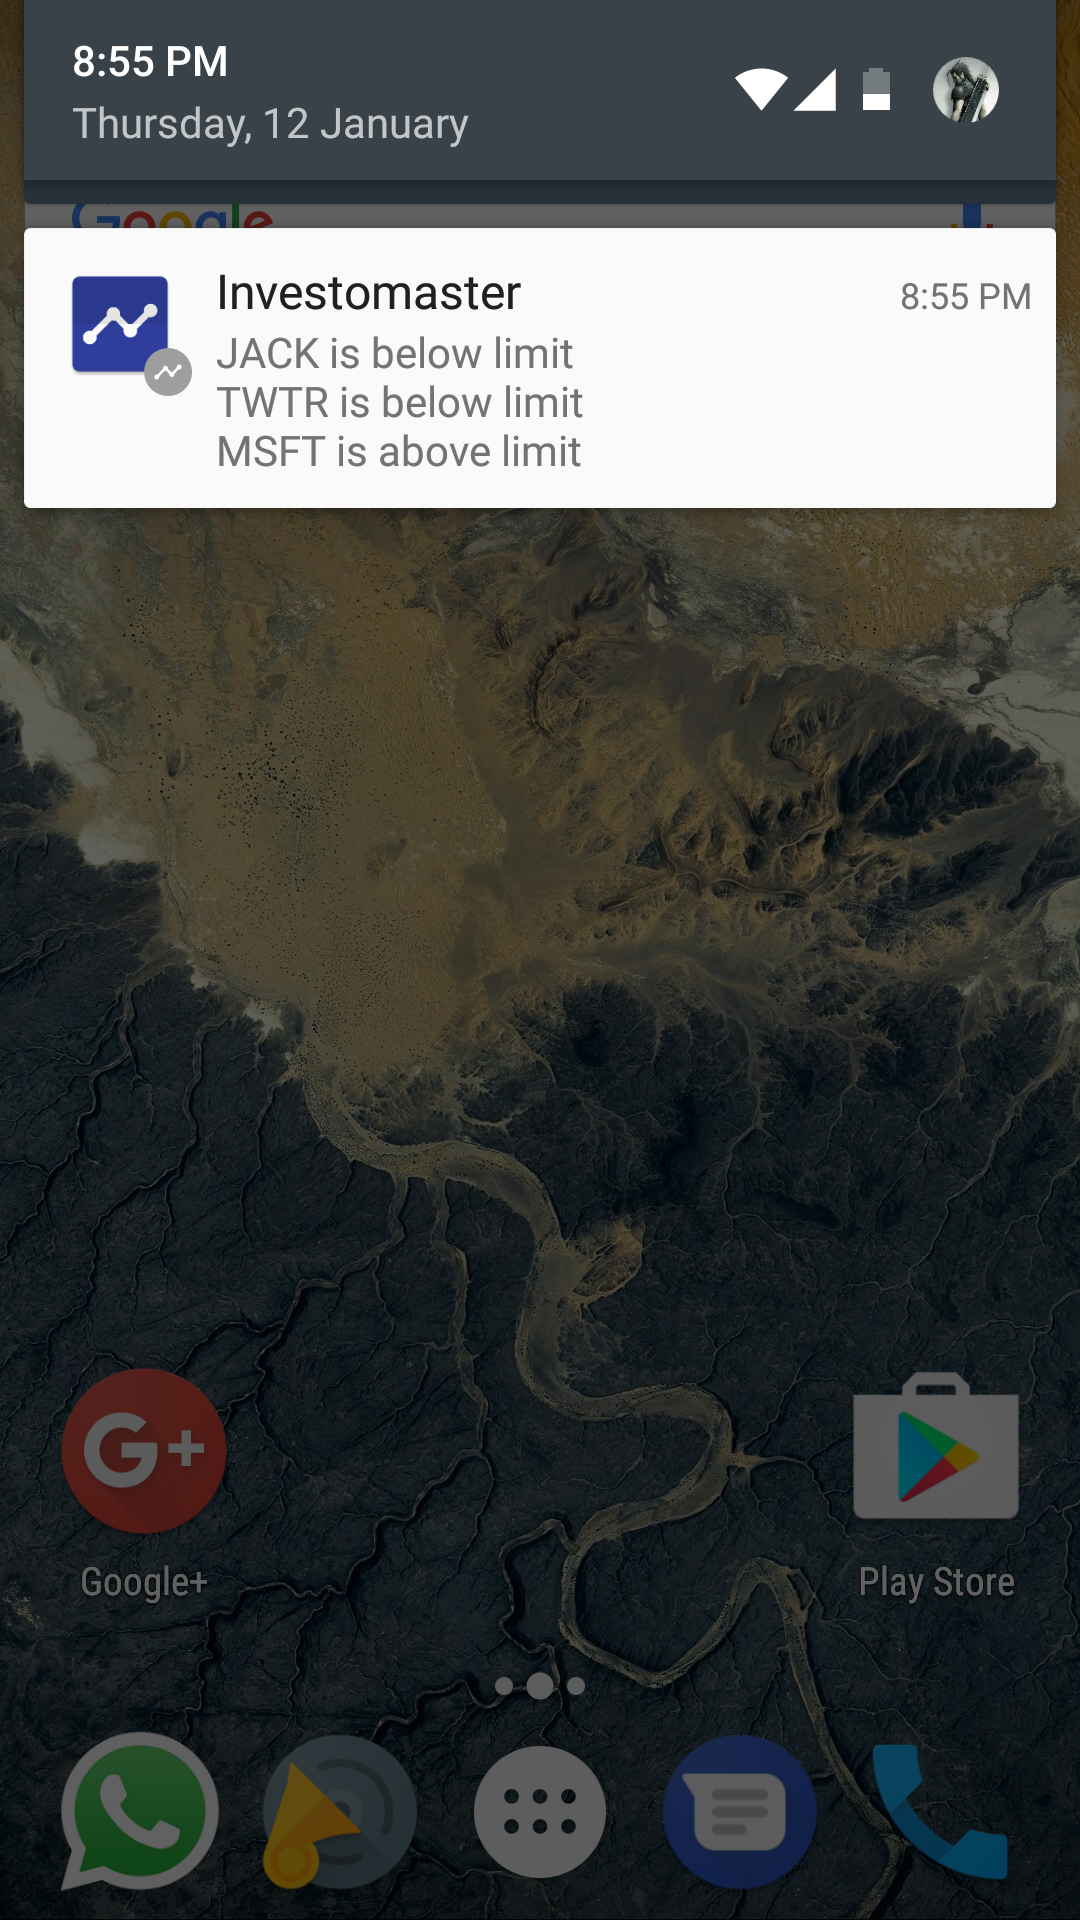 8:55 PM
Thursday, 12 January
Google
Investomaster
8:55 PM
JACK is below limit
TWTR is below limit
MSFT is above limit
G+
Google+
Play Store